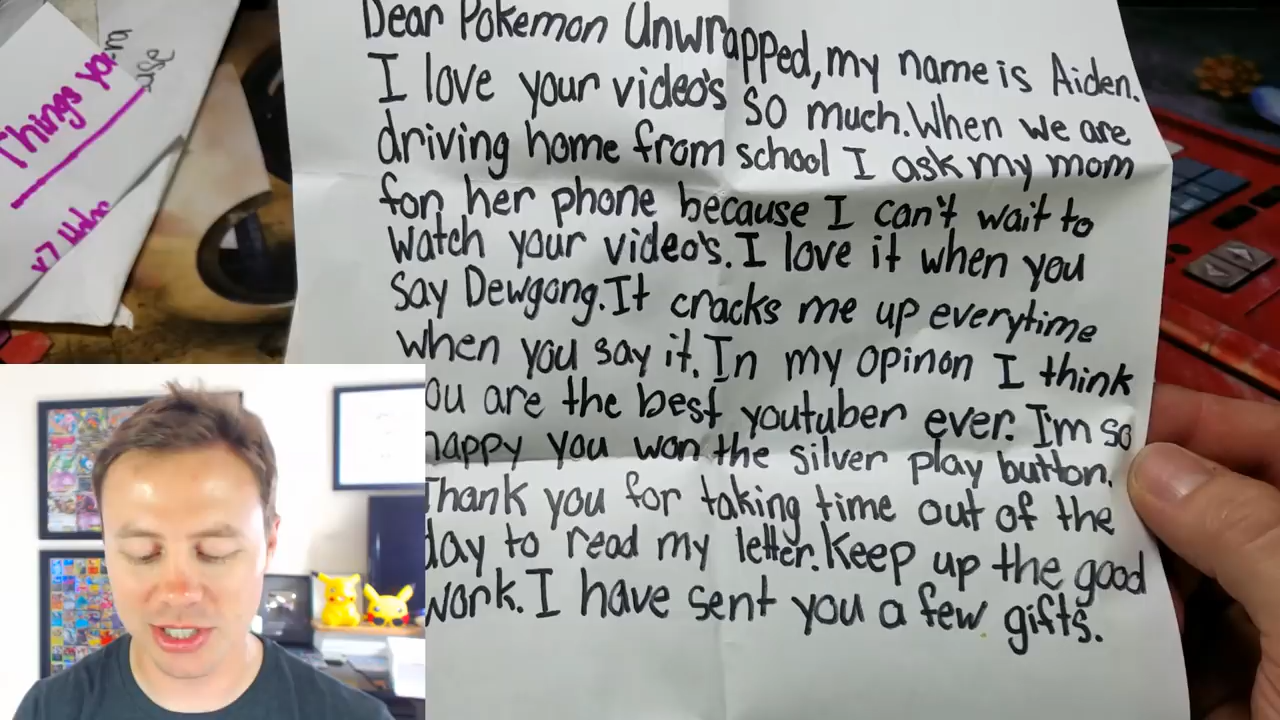 Things you
Dear Pokemon Unwrapped, my name is Aiden.
I love your video's so much. When we are
driving home from school I ask my mom
for her phone because I can't wait to
watch your video's. I love it when you
say Dewgong. It cracks me up everytime
when you say it. In my opinon I think
ou are the best youtuber ever. I'm so
happy you won the silver play button.
Thank you for taking time out of the
day to read my letter. Keep up the good
work. I have sent you a few gifts.